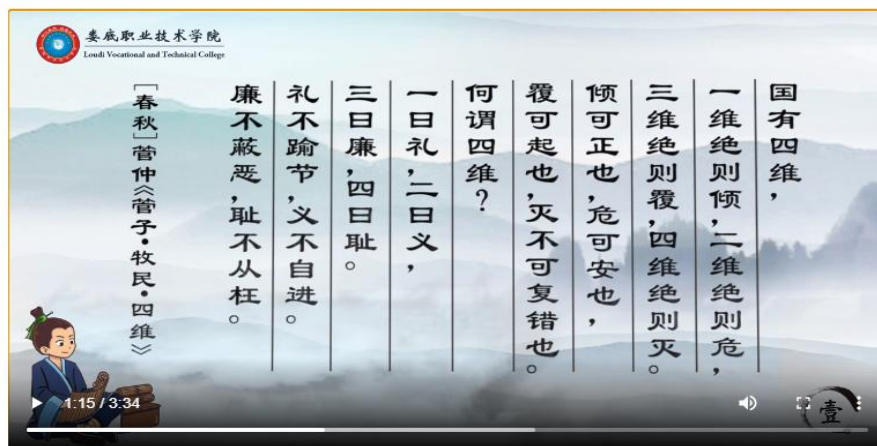 娄底职业技术学院
Loudi Vocational and Technical College
国有四维，
一维绝则倾，二维绝则危，
三维绝则覆，四维绝则灭。
倾可正也，危可安也，
覆可起也，灭不可复错也。
何谓四维？
一曰礼，二曰义，
三曰廉，四曰耻。
礼不踰节，义不自进。
廉不蔽恶，耻不从枉。
［春秋］管仲《管子·牧民·四维》
1:15 / 3:34
壹